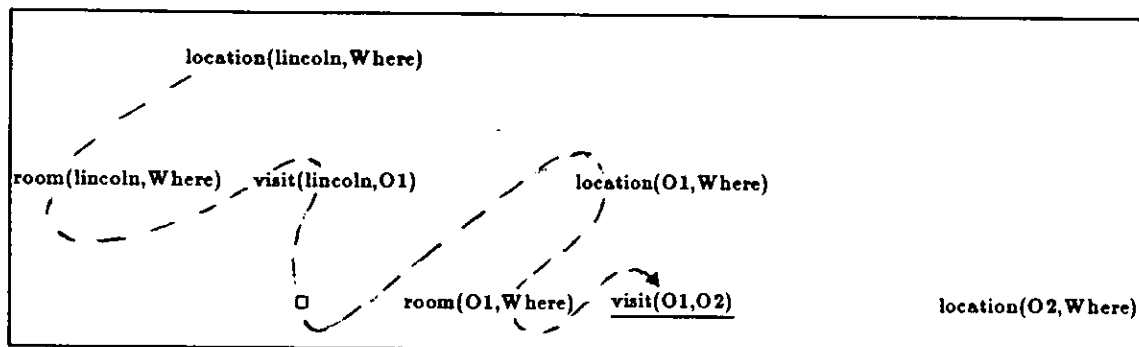 location(lincoln,Where)
room(lincoln,Where) visit(lincoln,O1) location(O1,Where)
room(O1,Where) visit(O1,O2) location(O2,Where)